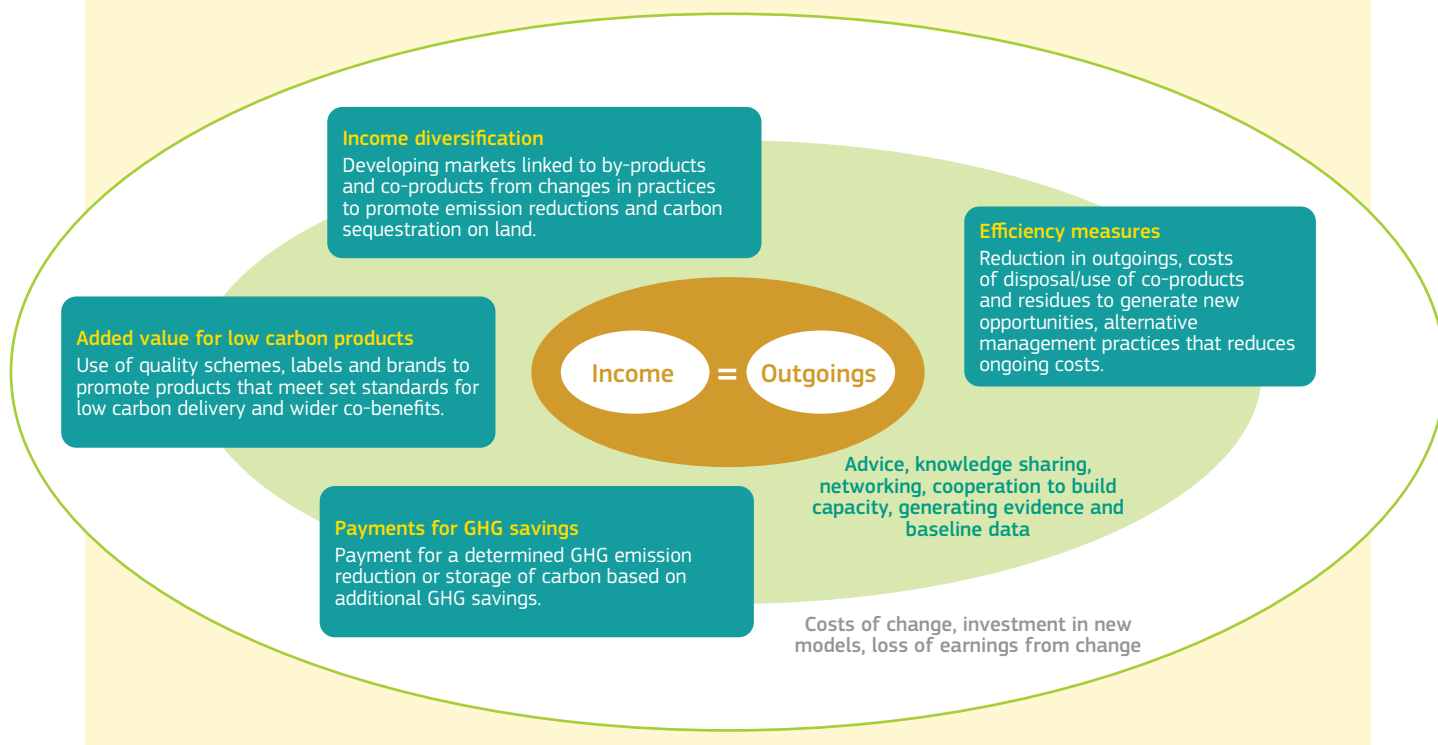 Income diversification
Developing markets linked to by-products
and co-products from changes in practices
to promote emission reductions and carbon
sequestration on land.
Efficiency measures
Reduction in outgoings, costs
of disposal/use of co-products
and residues to generate new
opportunities, alternative
management practices that reduces
ongoing costs.
Added value for low carbon products
Use of quality schemes, labels and brands to
promote products that meet set standards for
low carbon delivery and wider co-benefits.
Income = Outgoings
Advice, knowledge sharing,
networking, cooperation to build
capacity, generating evidence and
baseline data
Payments for GHG savings
Payment for a determined GHG emission
reduction or storage of carbon based on
additional GHG savings.
Costs of change, investment in new
models, loss of earnings from change